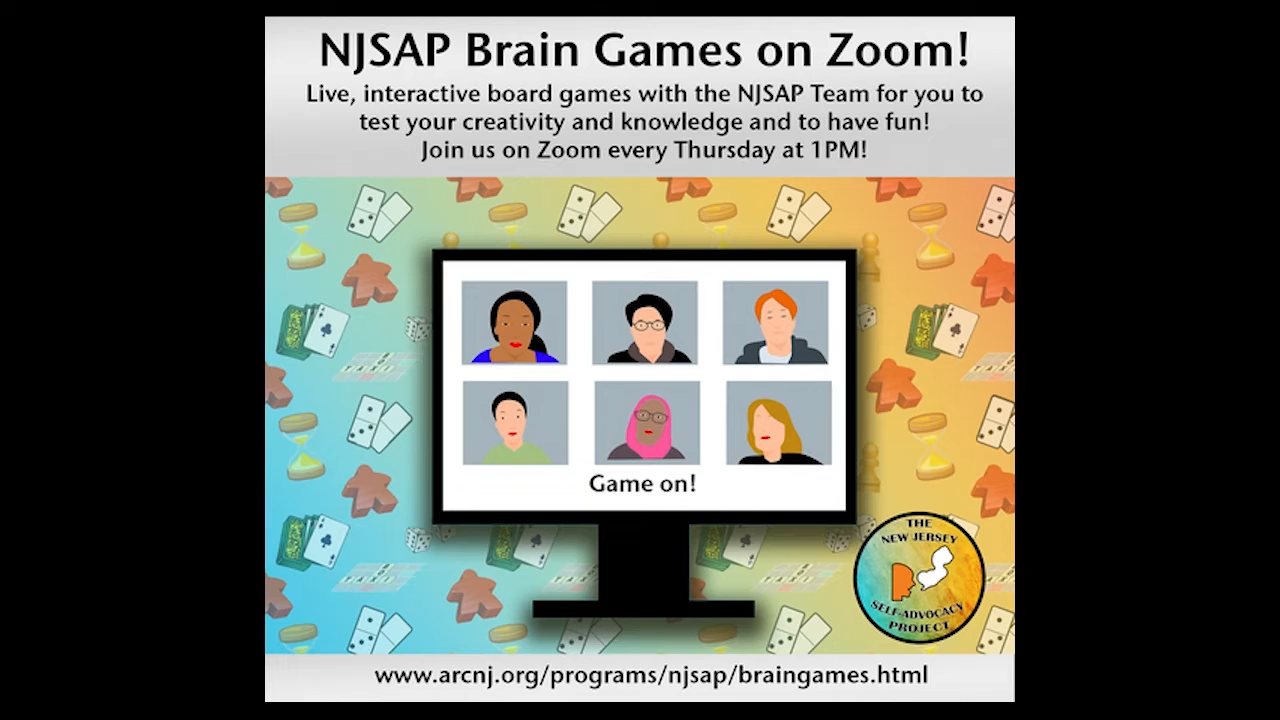 NJSAP Brain Games on Zoom!
Live, interactive board games with the NJSAP Team for you to
test your creativity and knowledge and to have fun!
Join us on Zoom every Thursday at 1PM!
Game on!
THE
NEW JERSEY
SELF-ADVOCACY
PROJECT
www.arcnj.org/programs/njsap/braingames.html